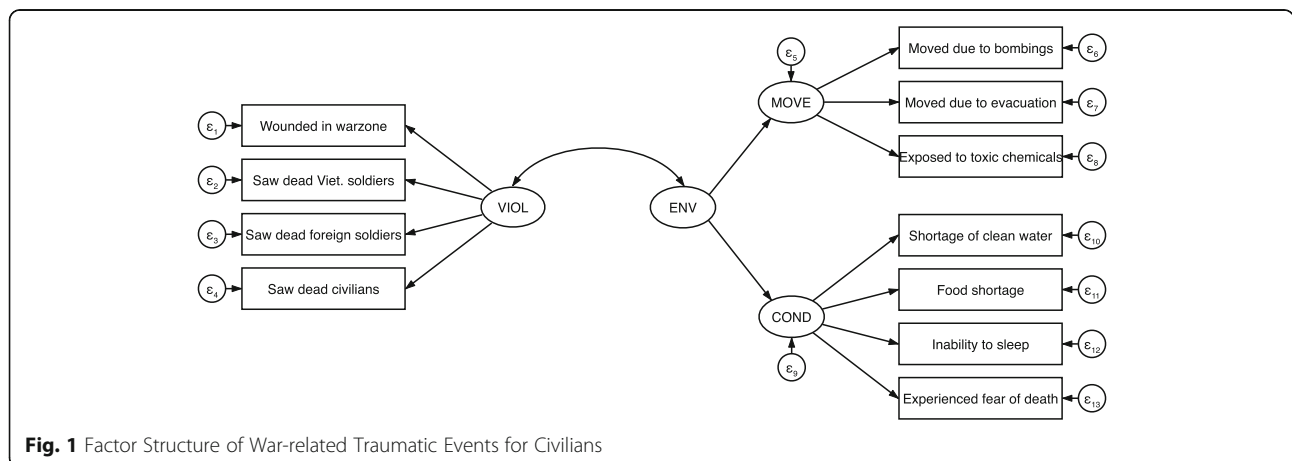 ε5
MOVE
Moved due to bombings
ε6
Moved due to evacuation
ε7
Exposed to toxic chemicals
ε8
ε1
Wounded in warzone
ε2
Saw dead Viet. soldiers
ε3
Saw dead foreign soldiers
ε4
Saw dead civilians
VIOL
ENV
COND
ε9
Shortage of clean water
ε10
Food shortage
ε11
Inability to sleep
ε12
Experienced fear of death
ε13
Fig. 1 Factor Structure of War-related Traumatic Events for Civilians